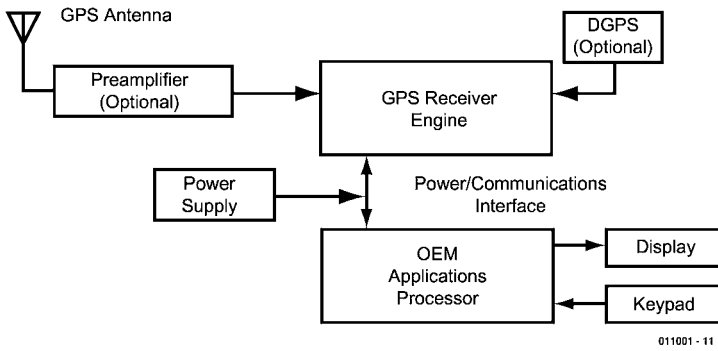 GPS Antenna
DGPS
(Optional)
Preamplifier
(Optional)
GPS Receiver
Engine
Power
Supply
Power/Communications
Interface
OEM
Applications
Processor
Display
Keypad
011001 - 11